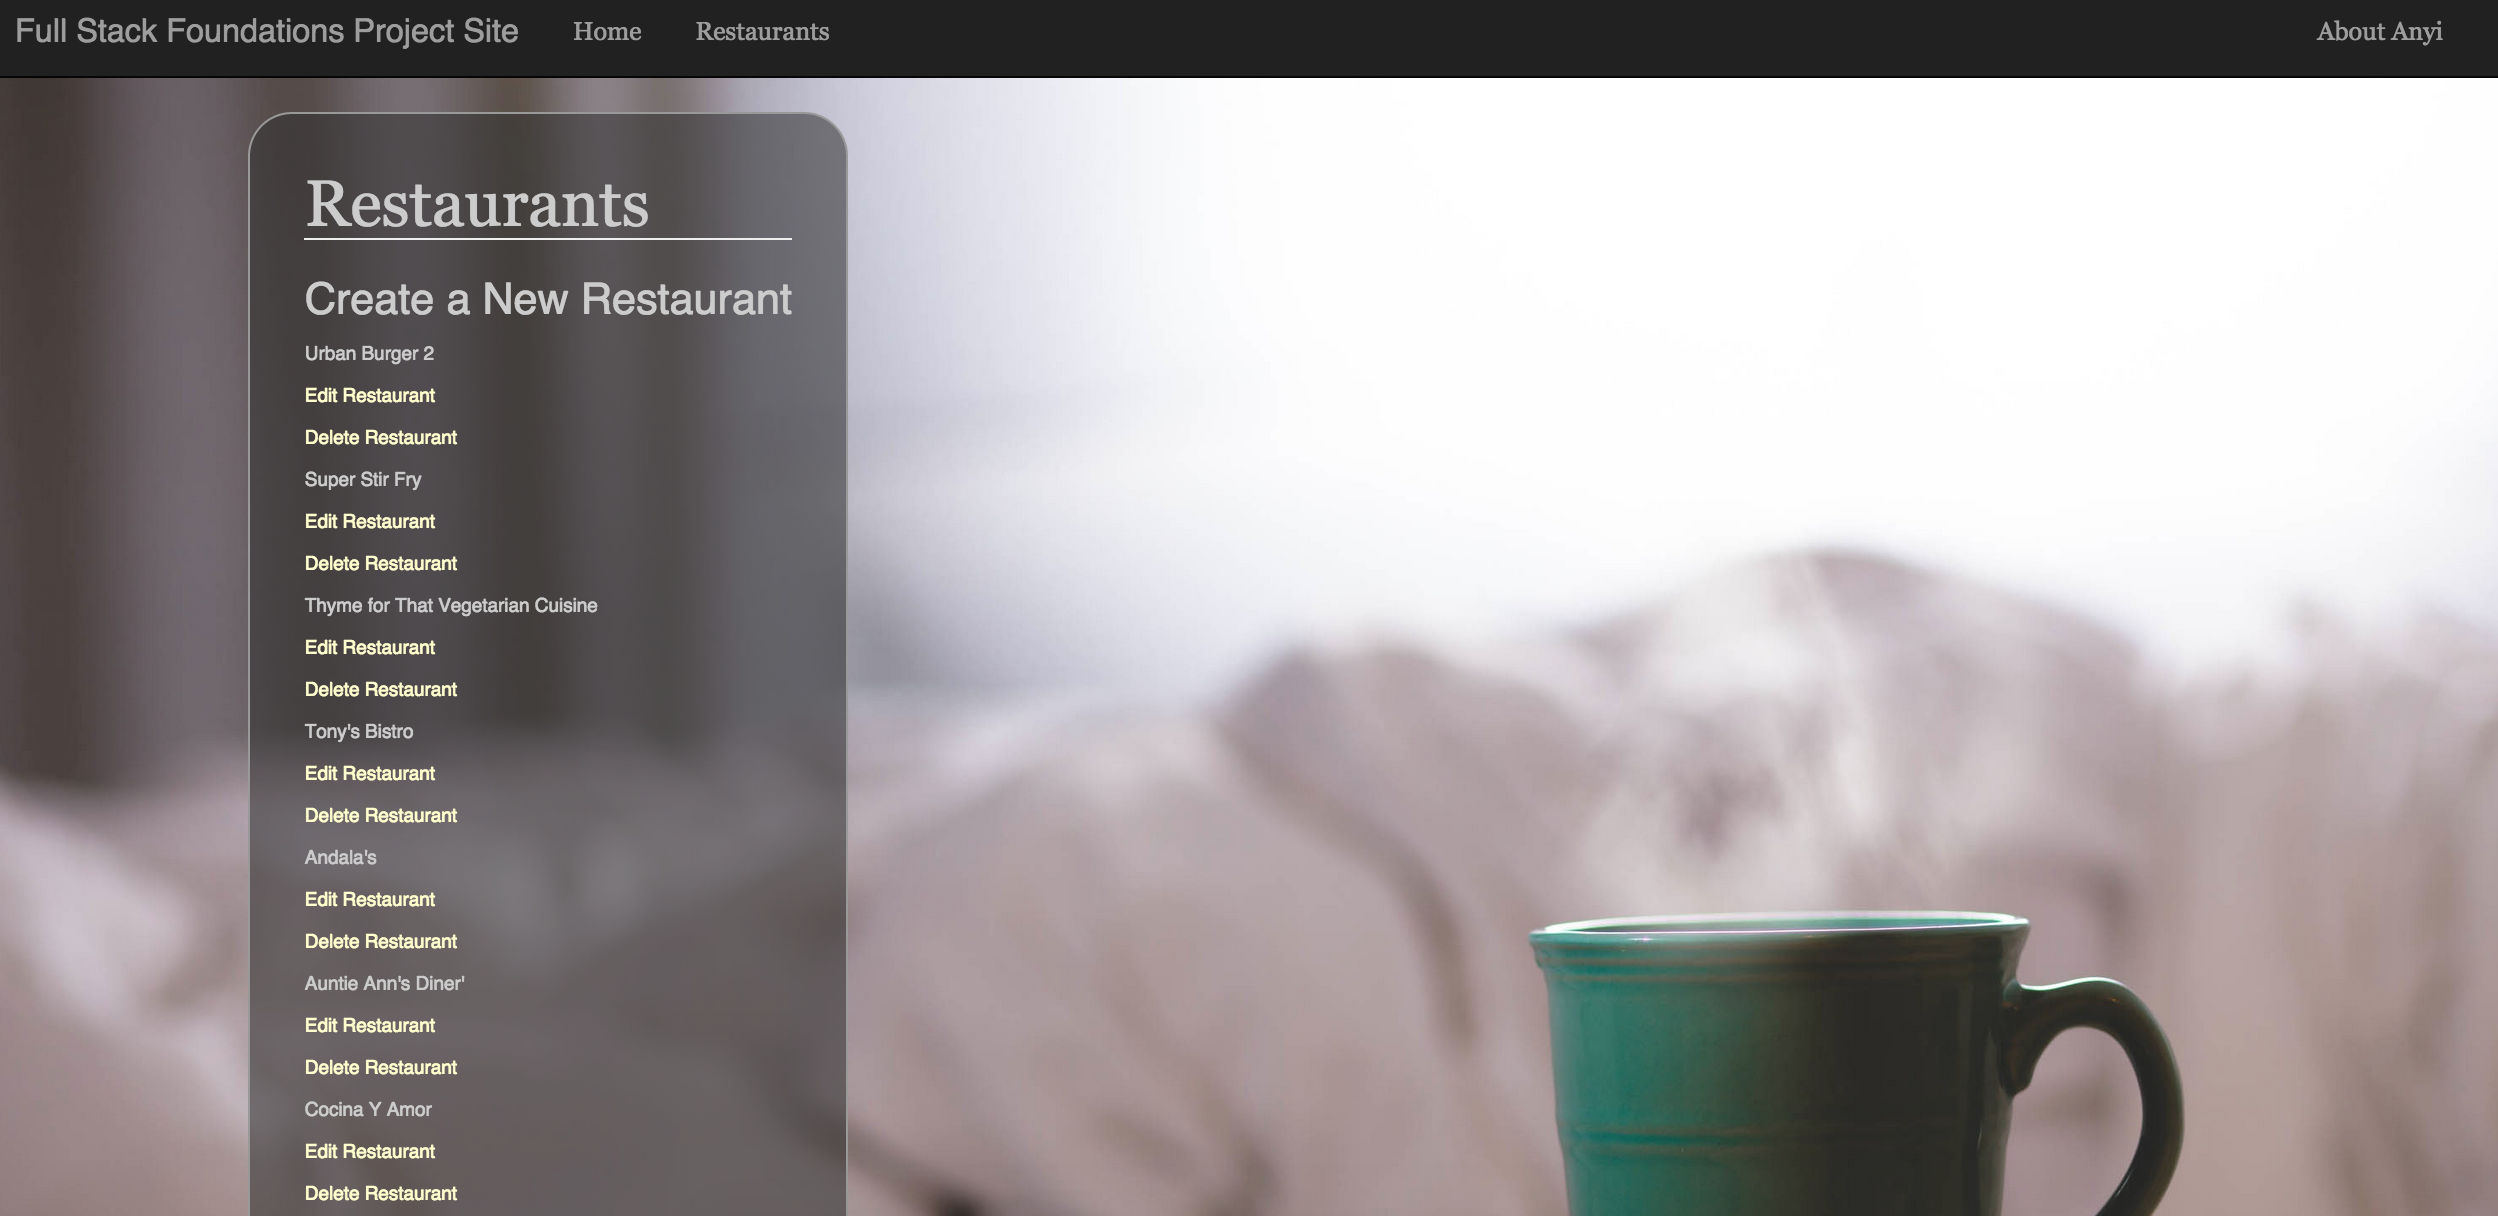 Full Stack Foundations Project Site Home Restaurants About Anyi
Restaurants
Create a New Restaurant
Urban Burger 2
Edit Restaurant
Delete Restaurant
Super Stir Fry
Edit Restaurant
Delete Restaurant
Thyme for That Vegetarian Cuisine
Edit Restaurant
Delete Restaurant
Tony's Bistro
Edit Restaurant
Delete Restaurant
Andala's
Edit Restaurant
Delete Restaurant
Auntie Ann's Diner'
Edit Restaurant
Delete Restaurant
Cocina Y Amor
Edit Restaurant
Delete Restaurant